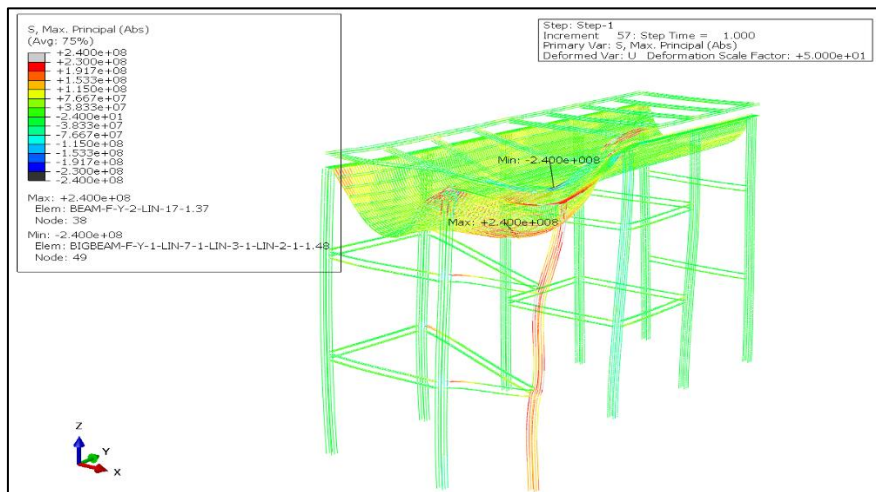 S, Max. Principal (Abs)
(Avg: 75%)
+2.400e+08
+2.300e+08
+1.917e+08
+1.533e+08
+1.150e+08
+7.667e+07
+3.833e+07
-2.400e+01
-3.833e+07
-7.667e+07
-1.150e+08
-1.533e+08
-1.917e+08
-2.300e+08
-2.400e+08
Max: +2.400e+08
Elem: BEAM-F-Y-2-LIN-17-1.37
Node: 38
Min: -2.400e+08
Elem: BIGBEAM-F-Y-1-LIN-7-1-LIN-3-1-LIN-2-1-1.48
Node: 49
Step: Step-1
Increment 57: Step Time = 1.000
Primary Var: S, Max. Principal (Abs)
Deformed Var: U Deformation Scale Factor: +5.000e+01
Min: -2.400e+008
Max: +2.400e+008
Z
Y
X